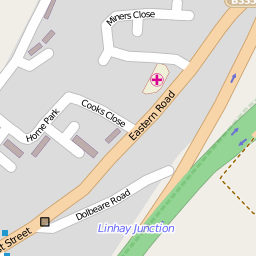 Miners Close
Home Park
Cooks Close
Eastern Road
Dolbeare Road
Linhay Junction
Street